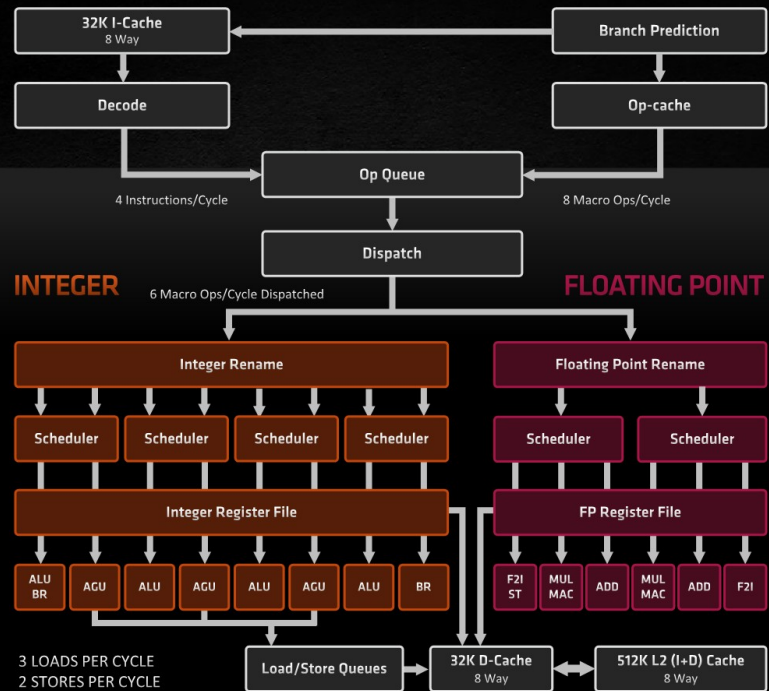 32K I-Cache
8 Way
Branch Prediction
Decode
Op-cache
Op Queue
4 Instructions/Cycle
8 Macro Ops/Cycle
Dispatch
INTEGER
6 Macro Ops/Cycle Dispatched
FLOATING POINT
Integer Rename
Floating Point Rename
Scheduler
Scheduler
Scheduler
Scheduler
Scheduler
Scheduler
Integer Register File
FP Register File
ALU
BR
AGU
ALU
AGU
ALU
AGU
ALU
BR
F2I
ST
MUL
MAC
ADD
MUL
MAC
ADD
F2I
3 LOADS PER CYCLE
2 STORES PER CYCLE
Load/Store Queues
32K D-Cache
8 Way
512K L2 (I+D) Cache
8 Way